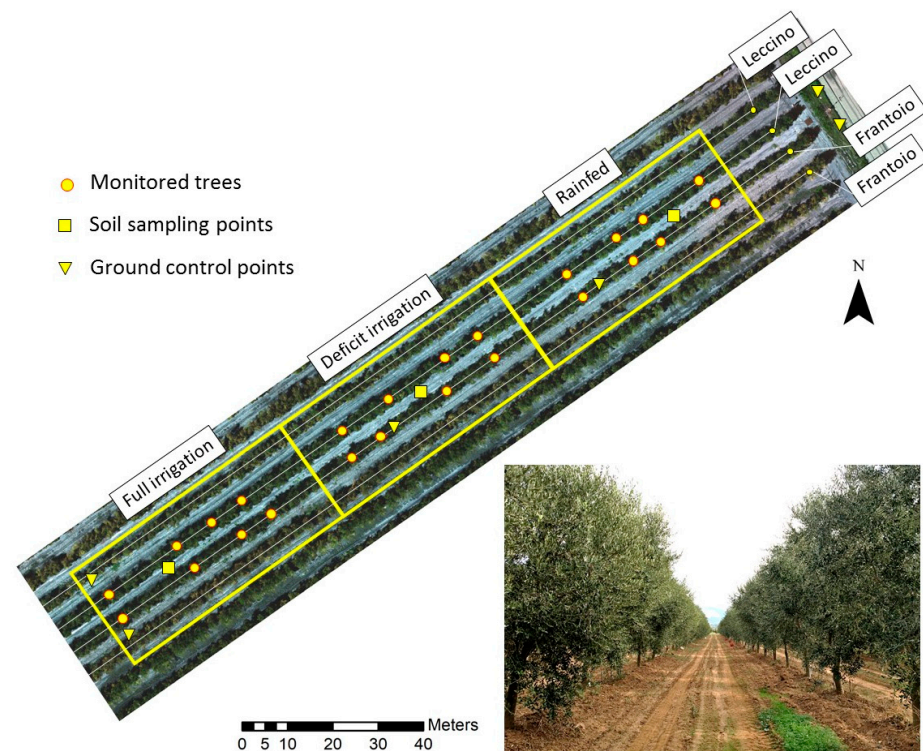 Leccino
Leccino
Frantoio
Frantoio
Monitored trees
Soil sampling points
Ground control points
Rainfed
Deficit irrigation
Full irrigation
N
Meters
0 5 10 20 30 40